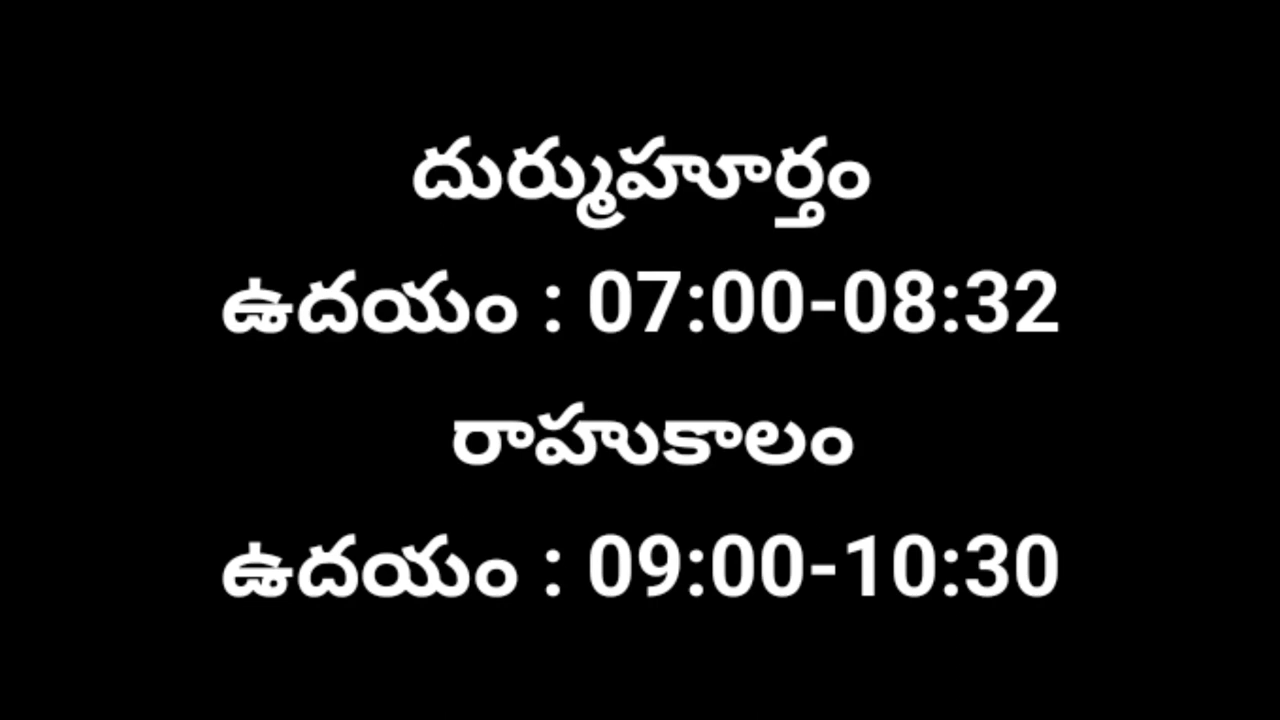 దుర్ముహూర్తం
ఉదయం : 07:00-08:32
రాహుకాలం
ఉదయం : 09:00-10:30